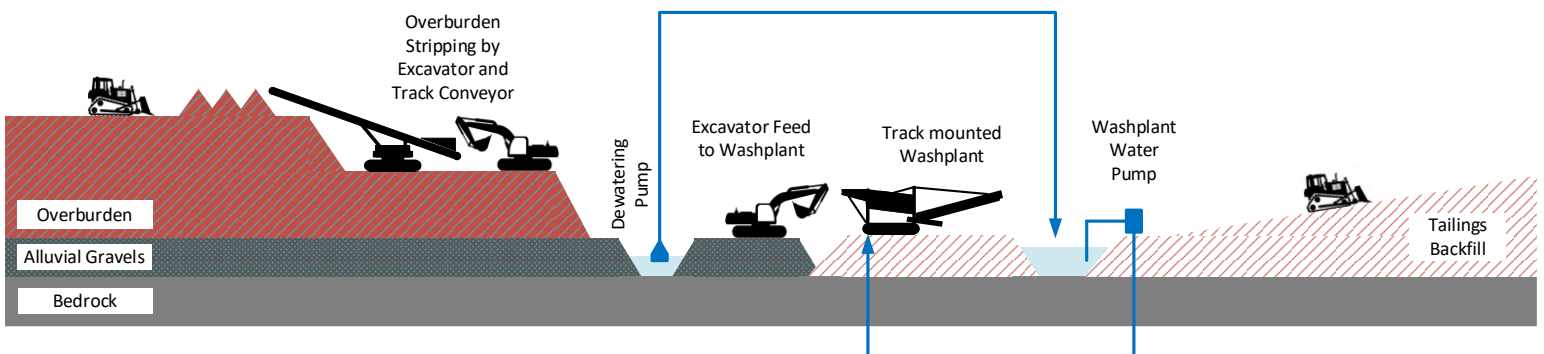 Overburden
Stripping by
Excavator and
Track Conveyor
Dewatering
Pump
Excavator Feed
to Washplant
Track mounted
Washplant
Washplant
Water
Pump
Overburden
Alluvial Gravels
Bedrock
Tailings
Backfill